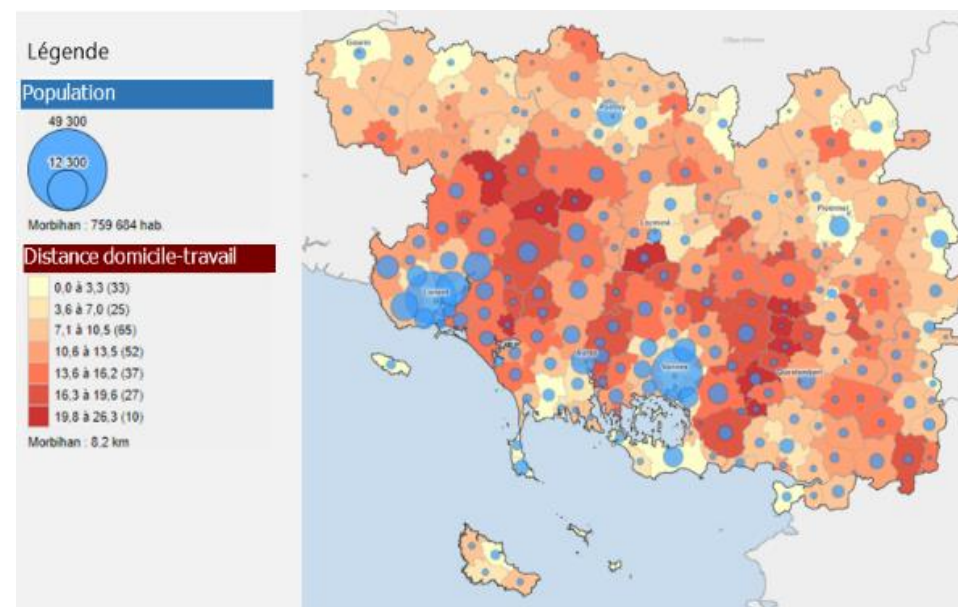 Légende
Population
49 300
12 300
Morbihan : 759 684 hab.
Distance domicile-travail
0,0 à 3,3 (33)
3,6 à 7,0 (25)
7,1 à 10,5 (65)
10,6 à 13,5 (52)
13,6 à 16,2 (37)
16,3 à 19,6 (27)
19,8 à 26,3 (10)
Morbihan : 8.2 km
Gourin
Pontivy
Ploërmel
Locminé
Lorient
Auray
Vannes
Questembert